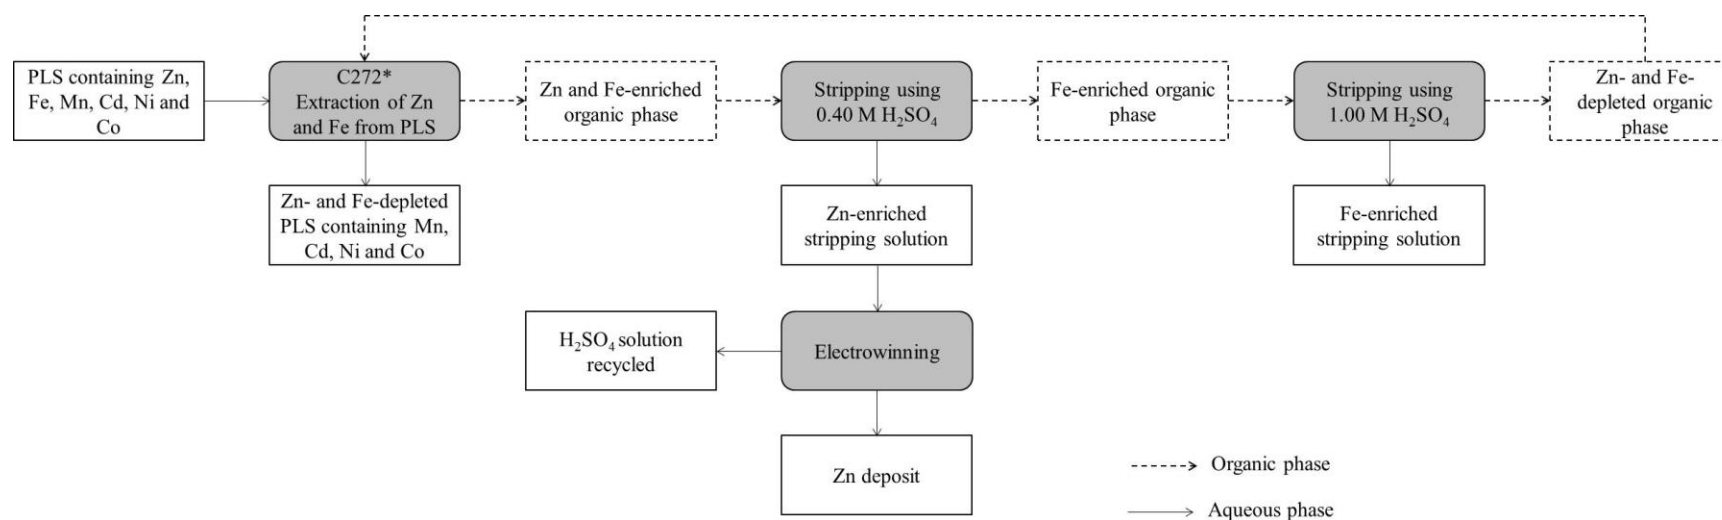 PLS containing Zn,
Fe, Mn, Cd, Ni and
Co
C272*
Extraction of Zn
and Fe from PLS
Zn and Fe-enriched
organic phase
Stripping using
0.40 M H₂SO₄
Fe-enriched organic
phase
Stripping using
1.00 M H₂SO₄
Zn- and Fe-
depleted organic
phase
Zn- and Fe-depleted
PLS containing Mn,
Cd, Ni and Co
Zn-enriched
stripping solution
Fe-enriched
stripping solution
H₂SO₄ solution
recycled
Electrowinning
Zn deposit
Organic phase
Aqueous phase